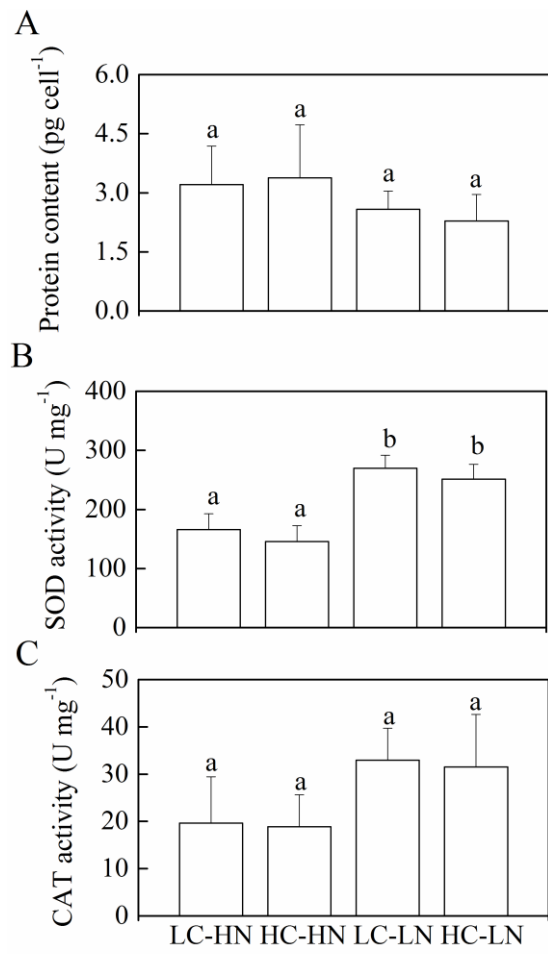 A
Protein content (pg cell⁻¹)
6.0
4.5
3.0
1.5
0.0
a
a
a
a
B
SOD activity (U mg⁻¹)
400
300
200
100
0
a
a
b
b
C
CAT activity (U mg⁻¹)
50
40
30
20
10
0
a
a
a
a
LC-HN HC-HN LC-LN HC-LN